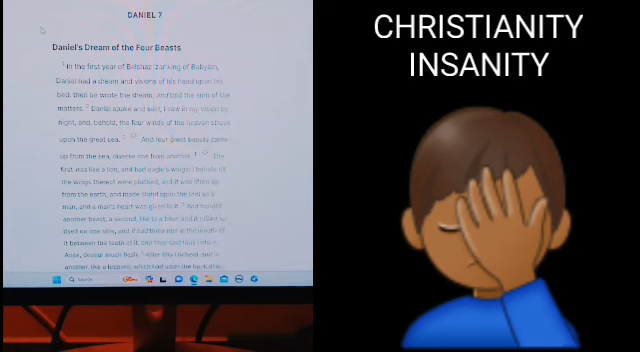 DANIEL 7
Daniel's Dream of the Four Beasts
1 In the first year of Belshaz'zar king of Babylon,
Daniel had a dream and visions of his head upon his
bed: then he wrote the dream, and told the sum of the
matters. 2 Daniel spake and said, I saw in my vision by
night, and, behold, the four winds of the heaven strove
upon the great sea. 3 And four great beasts came
up from the sea, diverse one from another. 4 The
first was like a lion, and had eagle's wings: I beheld till
the wings thereof were plucked, and it was lifted up
from the earth, and made stand upon the feet as a
man, and a man's heart was given to it. 5 And behold
another beast, a second, like to a bear, and it raised up
itself on one side, and it had three ribs in the mouth of
it between the teeth of it: and they said thus unto it,
Arise, devour much flesh. 6 After this I beheld, and lo
another, like a leopard, which had upon the back of it
Search
CHRISTIANITY
INSANITY